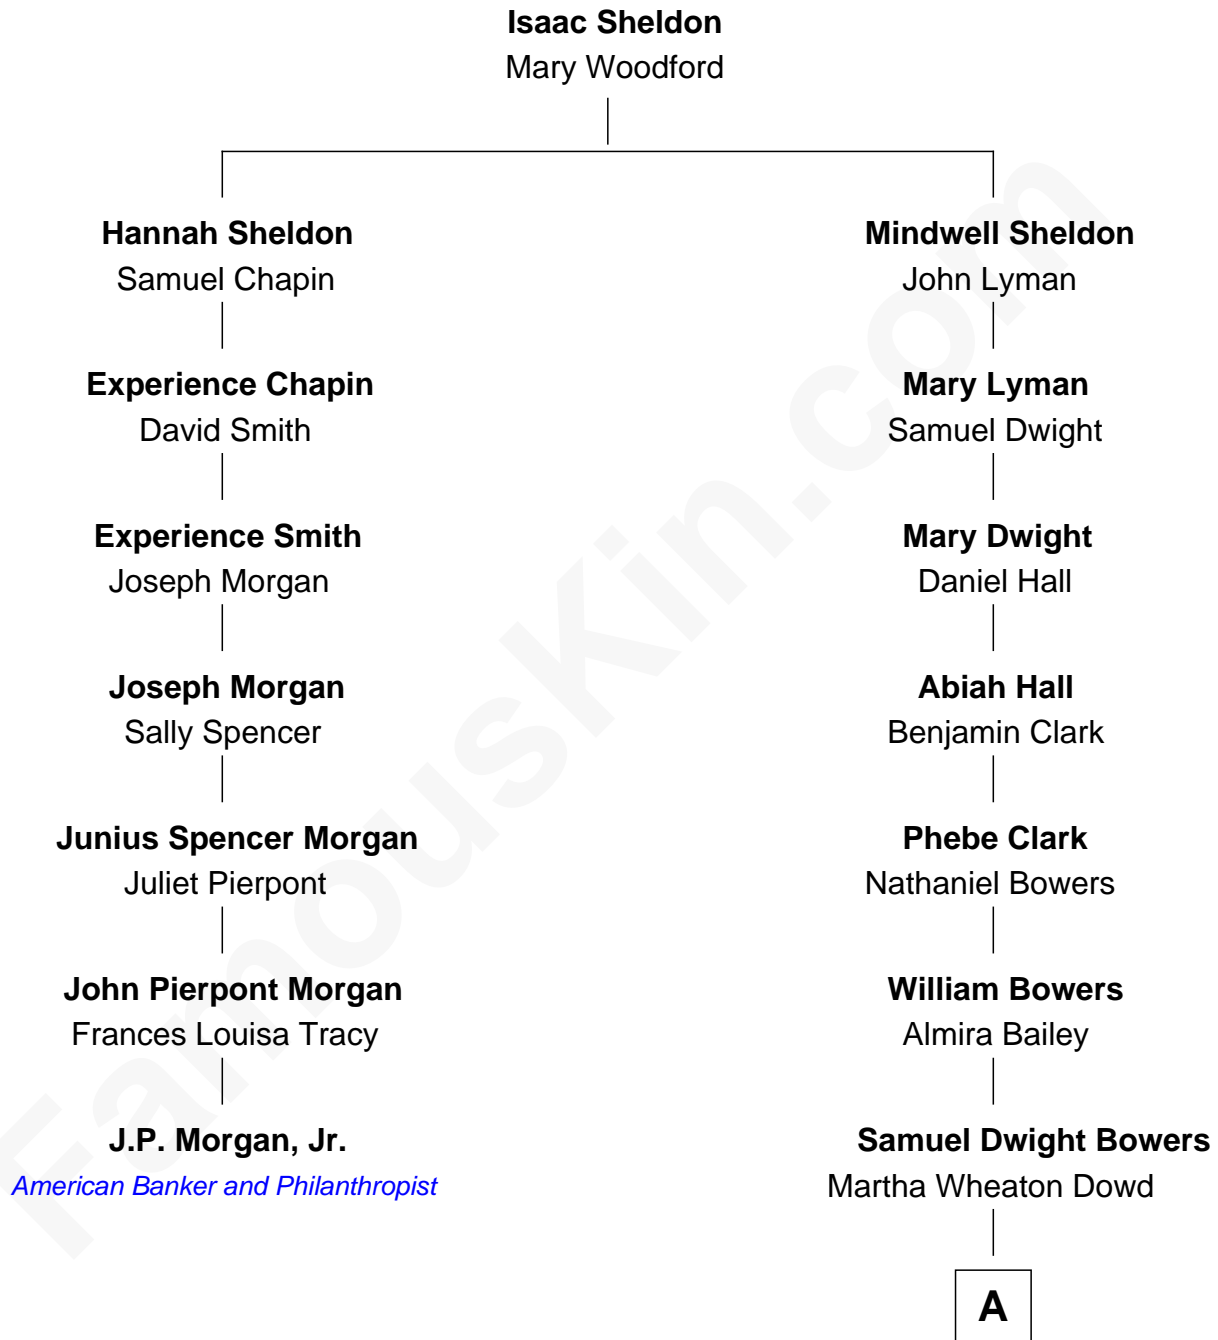 Isaac Sheldon
Mary Woodford
Hannah Sheldon
Samuel Chapin
Mindwell Sheldon
John Lyman
Experience Chapin
David Smith
Mary Lyman
Samuel Dwight
Experience Smith
Joseph Morgan
Mary Dwight
Daniel Hall
Joseph Morgan
Sally Spencer
Abiah Hall
Benjamin Clark
Junius Spencer Morgan
Juliet Pierpont
Phebe Clark
Nathaniel Bowers
John Pierpont Morgan
Frances Louisa Tracy
William Bowers
Almira Bailey
J.P. Morgan, Jr.
American Banker and Philanthropist
Samuel Dwight Bowers
Martha Wheaton Dowd
A
FamousKin.com